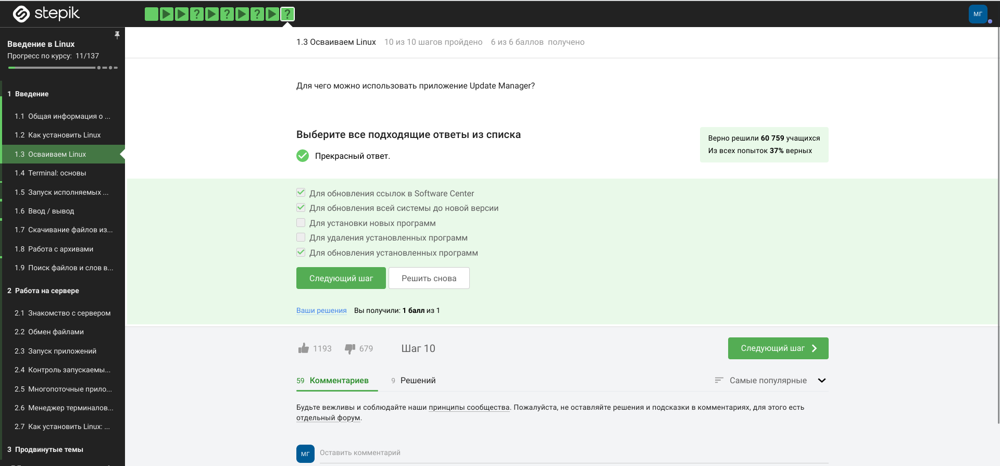 stepik
? ? ? ?
МГ
Введение в Linux
Прогресс по курсу: 11/137
1 Введение
1.1 Общая информация о ...
1.2 Как установить Linux
1.3 Осваиваем Linux
1.4 Terminal: основы
1.5 Запуск исполняемых ...
1.6 Ввод / вывод
1.7 Скачивание файлов из...
1.8 Работа с архивами
1.9 Поиск файлов и слов в...
2 Работа на сервере
2.1 Знакомство с сервером
2.2 Обмен файлами
2.3 Запуск приложений
2.4 Контроль запускаемы...
2.5 Многопоточные прило...
2.6 Менеджер терминалов...
2.7 Как установить Linux: ...
3 Продвинутые темы
1.3 Осваиваем Linux 10 из 10 шагов пройдено 6 из 6 баллов получено
Для чего можно использовать приложение Update Manager?
Выберите все подходящие ответы из списка
Прекрасный ответ.
Верно решили 60 759 учащихся
Из всех попыток 37% верных
Для обновления ссылок в Software Center
Для обновления всей системы до новой версии
Для установки новых программ
Для удаления установленных программ
Для обновления установленных программ
Следующий шаг Решить снова
Ваши решения Вы получили: 1 балл из 1
1193 679 Шаг 10 Следующий шаг
59 Комментариев 9 Решений Самые популярные
Будьте вежливы и соблюдайте наши принципы сообщества. Пожалуйста, не оставляйте решения и подсказки в комментариях, для этого есть
отдельный форум.
МГ Оставить комментарий